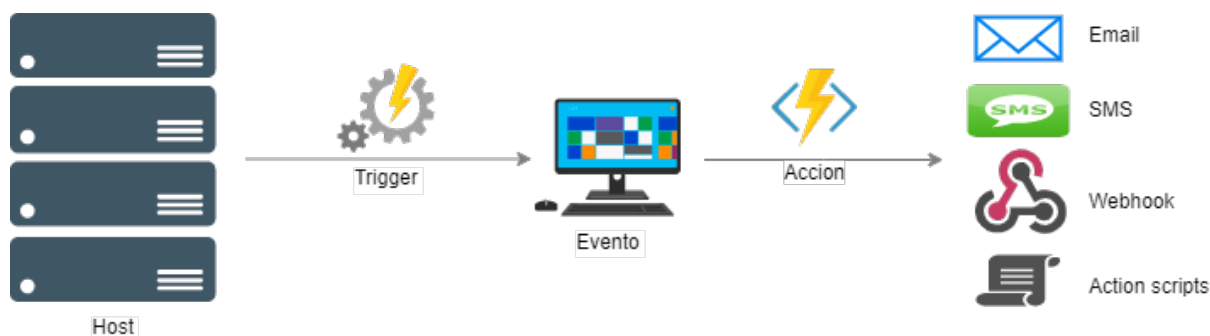 Host
Trigger
Evento
Accion
Email
SMS
SMS
Webhook
Action scripts